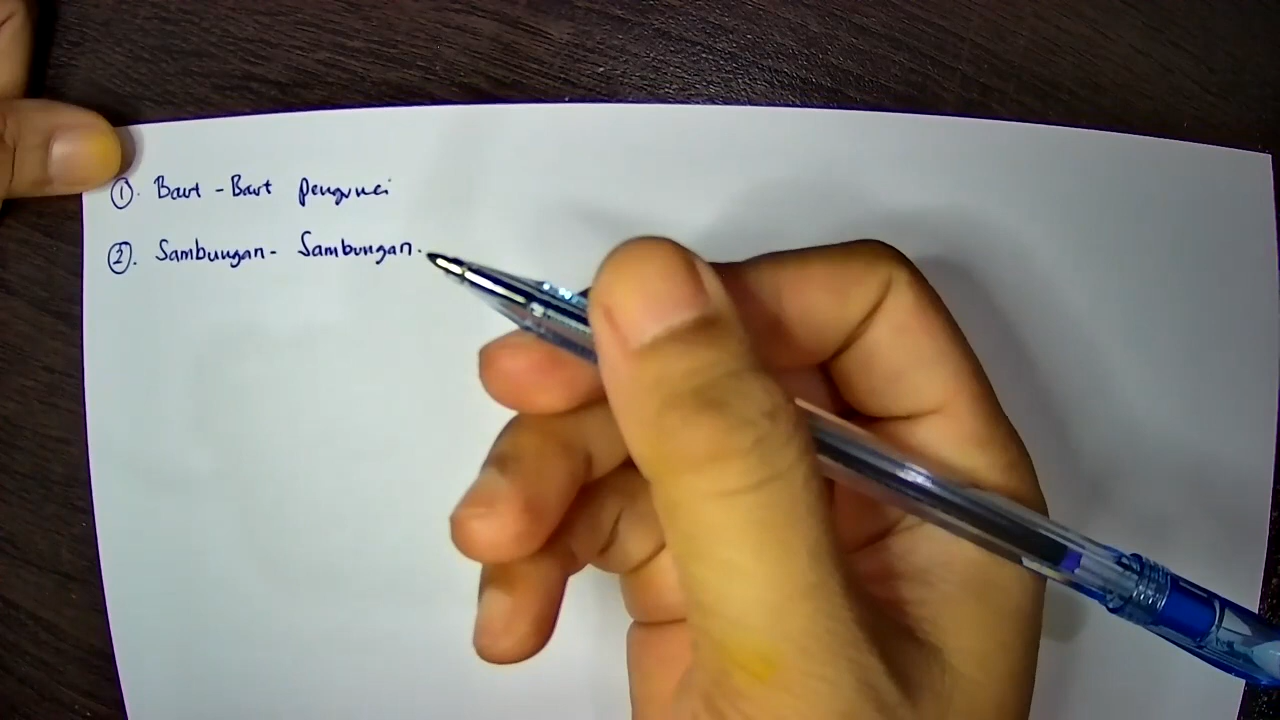 ①. Baut - Baut pengunci
②. Sambungan - Sambungan.